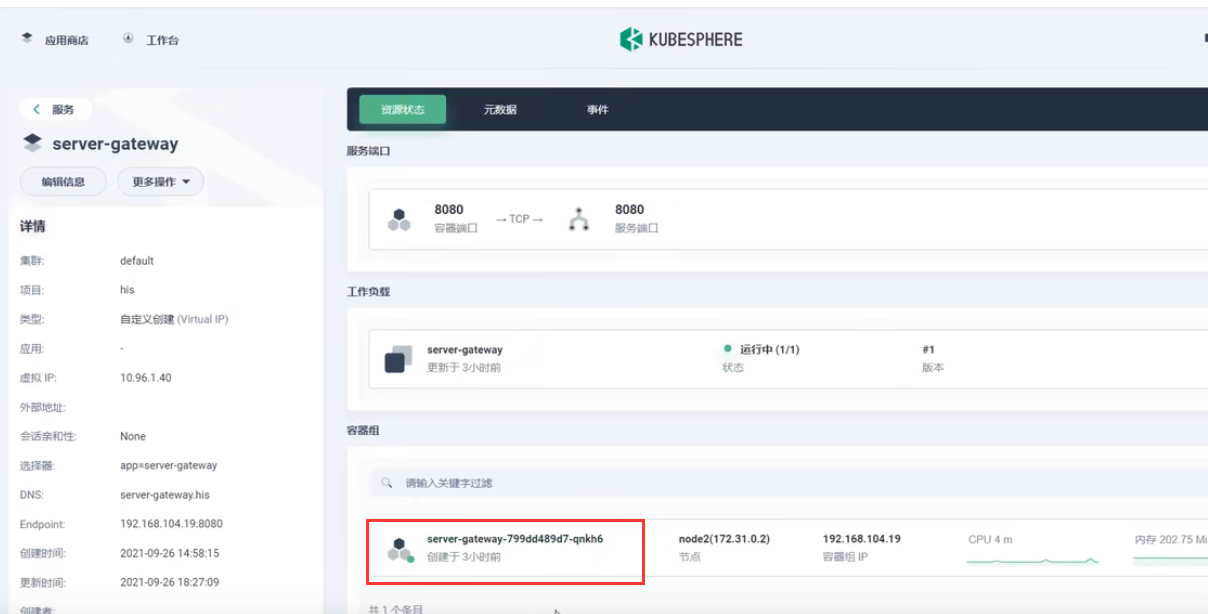 应用商店
工作台
KUBESPHERE
服务
server-gateway
编辑信息
更多操作
详情
集群: default
项目: his
类型: 自定义创建 (Virtual IP)
应用: -
虚拟 IP: 10.96.1.40
外部地址:
会话亲和性: None
选择器: app=server-gateway
DNS: server-gateway.his
Endpoint: 192.168.104.19:8080
创建时间: 2021-09-26 14:58:15
更新时间: 2021-09-26 18:27:09
创建者:
资源状态
元数据
事件
服务端口
8080
容器端口
→ TCP →
8080
服务端口
工作负载
server-gateway
更新于 3小时前
运行中 (1/1)
状态
#1
版本
容器组
请输入关键字过滤
server-gateway-799dd489d7-qnkh6
创建于 3小时前
node2(172.31.0.2)
节点
192.168.104.19
容器组 IP
CPU 4 m
内存 202.75 Mi
共 1 个条目